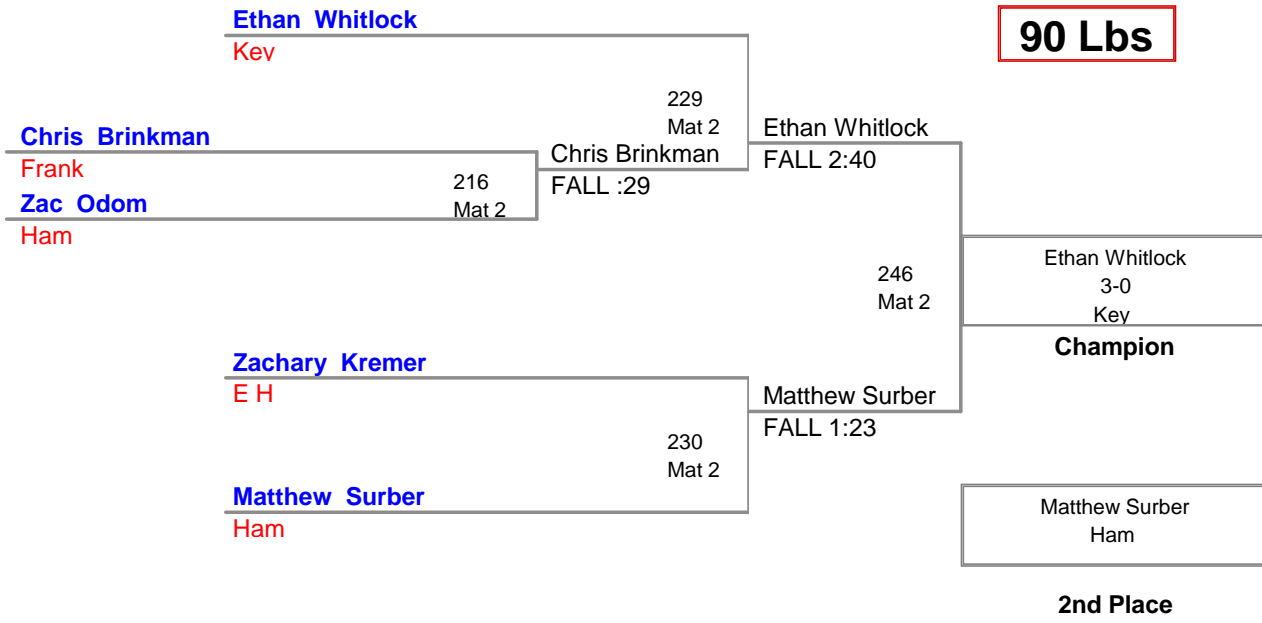 Ethan Whitlock
Key
90 Lbs
229
Mat 2
Chris Brinkman
Frank
Zac Odom
Ham
216
Mat 2
Chris Brinkman
FALL :29
Ethan Whitlock
FALL 2:40
246
Mat 2
Ethan Whitlock
3-0
Key
Champion
Zachary Kremer
E H
230
Mat 2
Matthew Surber
FALL 1:23
Matthew Surber
Ham
Matthew Surber
Ham
2nd Place